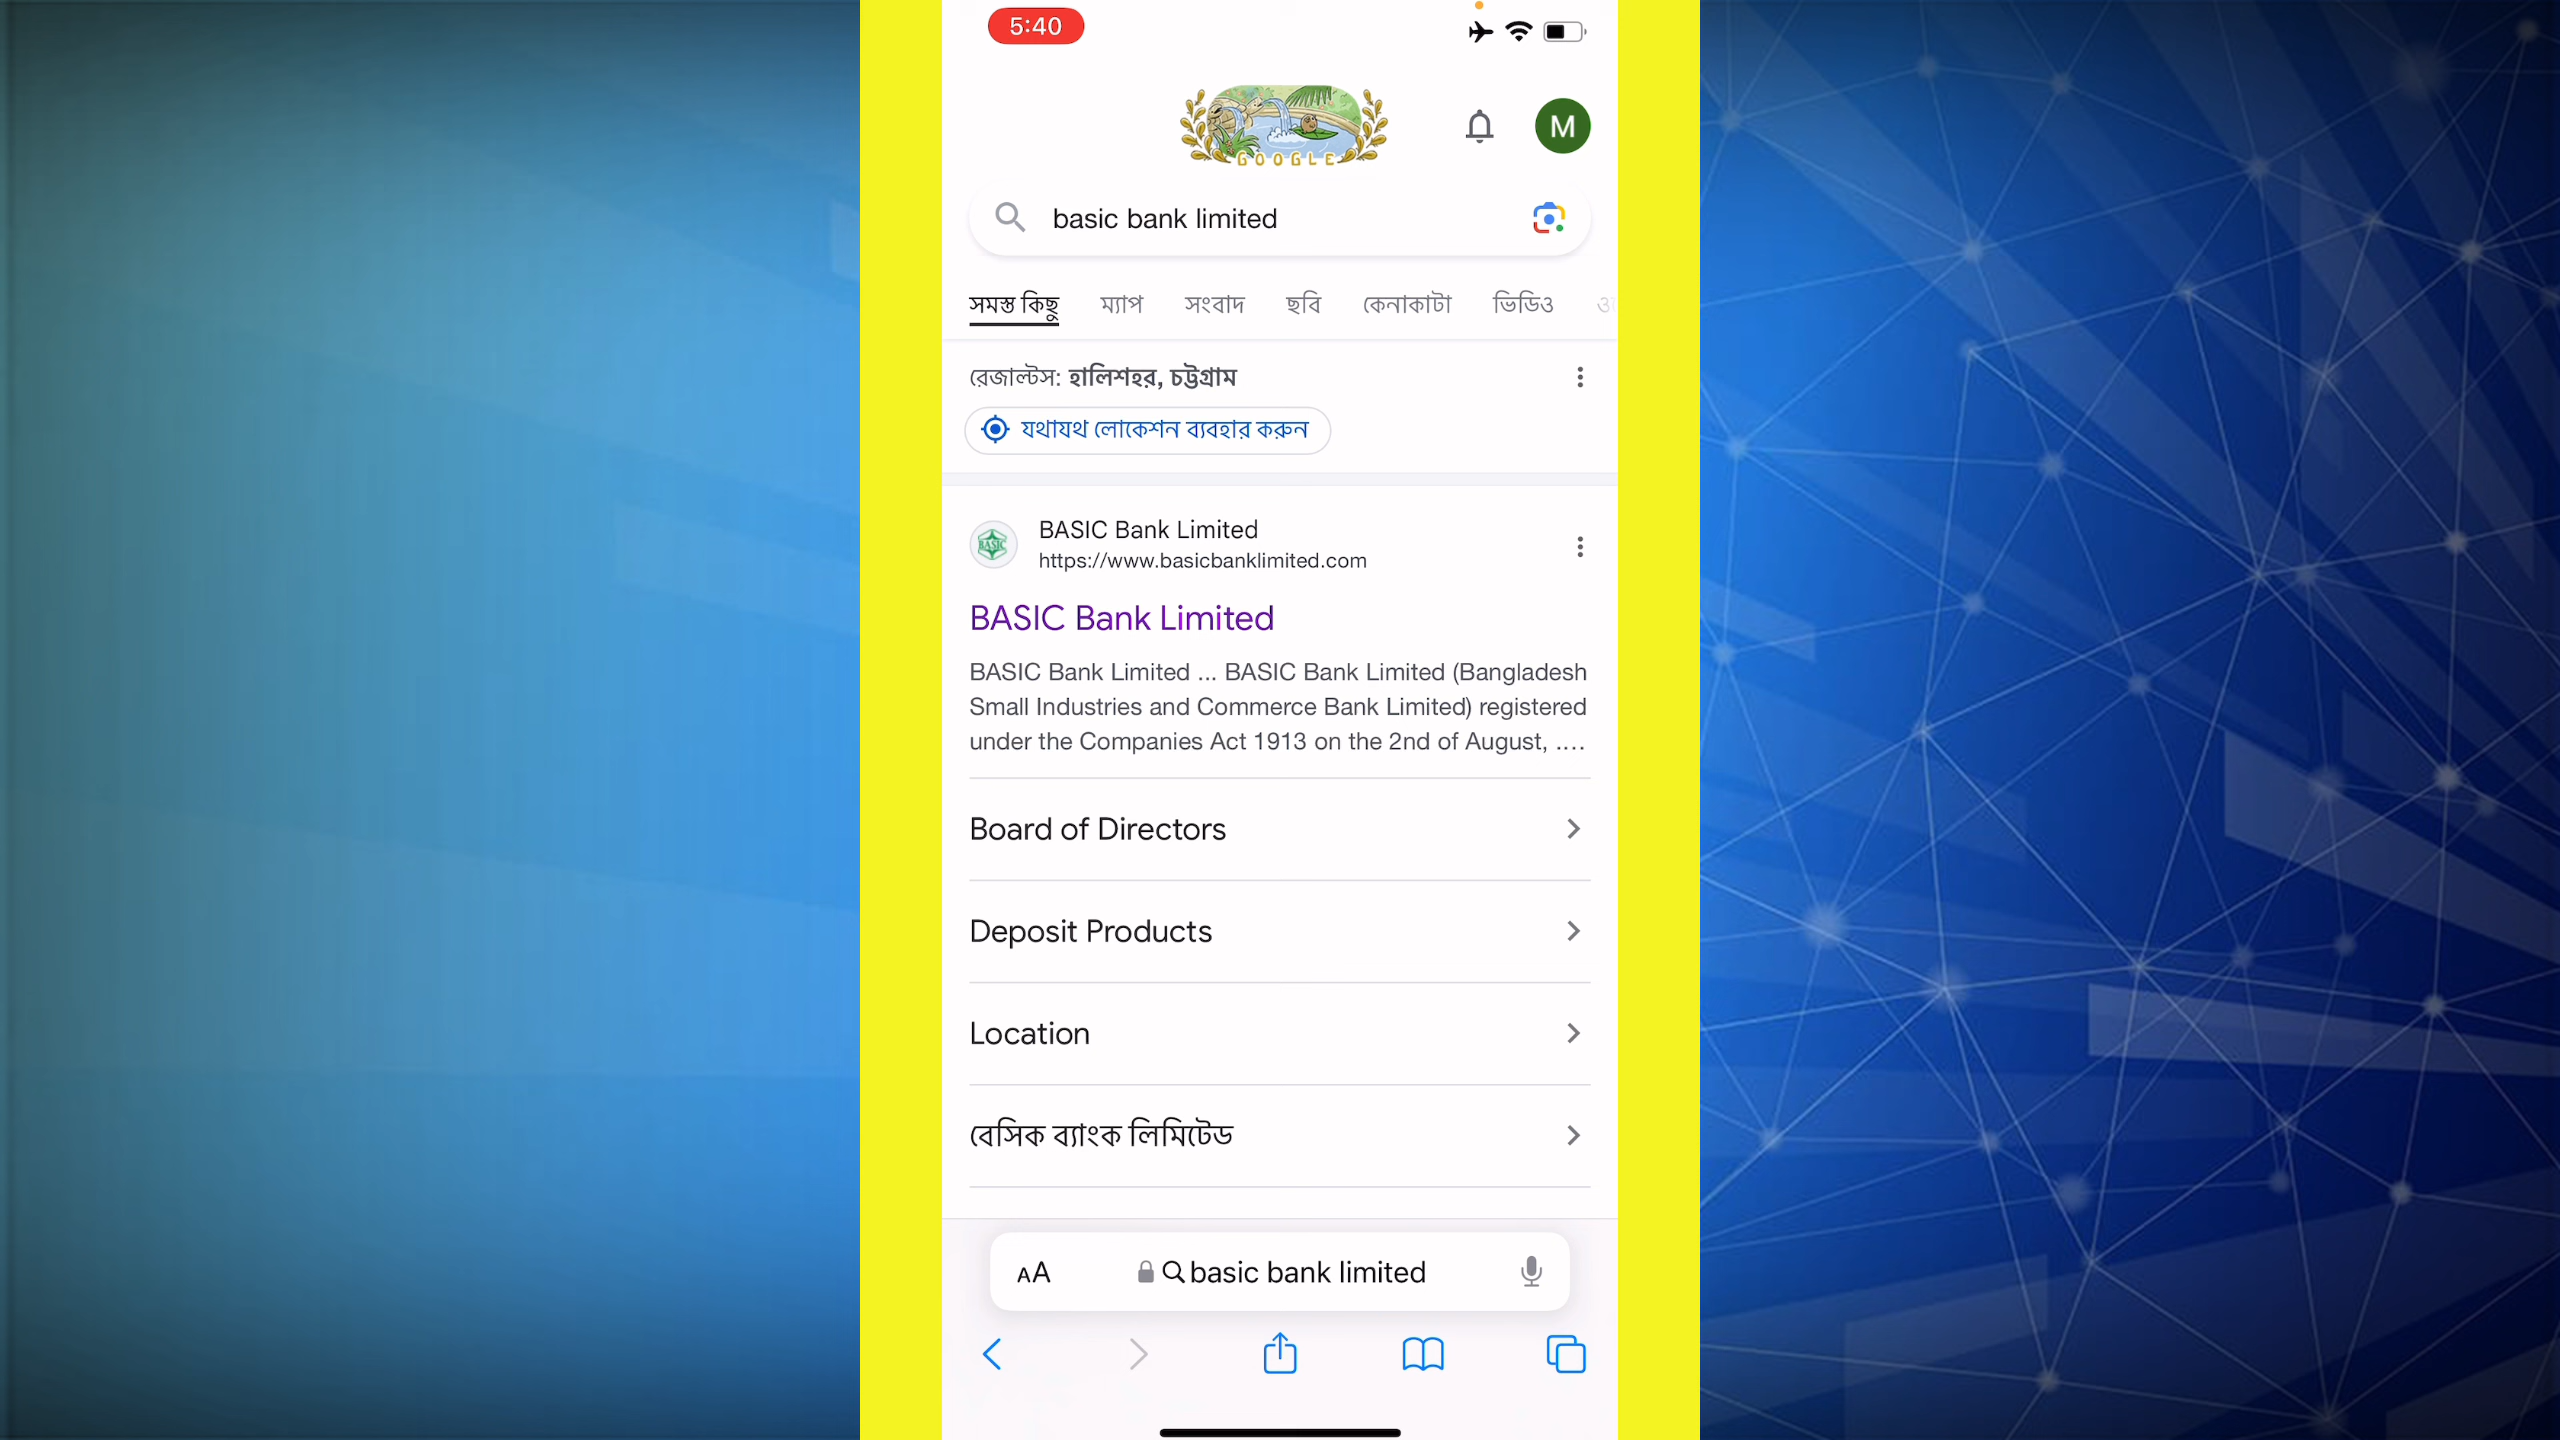 5:40
GOOGLE
M
basic bank limited
সমস্ত কিছু ম্যাপ সংবাদ ছবি কেনাকাটা ভিডিও
রেজাল্টস: হালিশহর, চট্টগ্রাম
যথাযথ লোকেশন ব্যবহার করুন
BASIC
BASIC Bank Limited
https://www.basicbanklimited.com
BASIC Bank Limited
BASIC Bank Limited ... BASIC Bank Limited (Bangladesh
Small Industries and Commerce Bank Limited) registered
under the Companies Act 1913 on the 2nd of August, ....
Board of Directors
Deposit Products
Location
বেসিক ব্যাংক লিমিটেড
AA basic bank limited